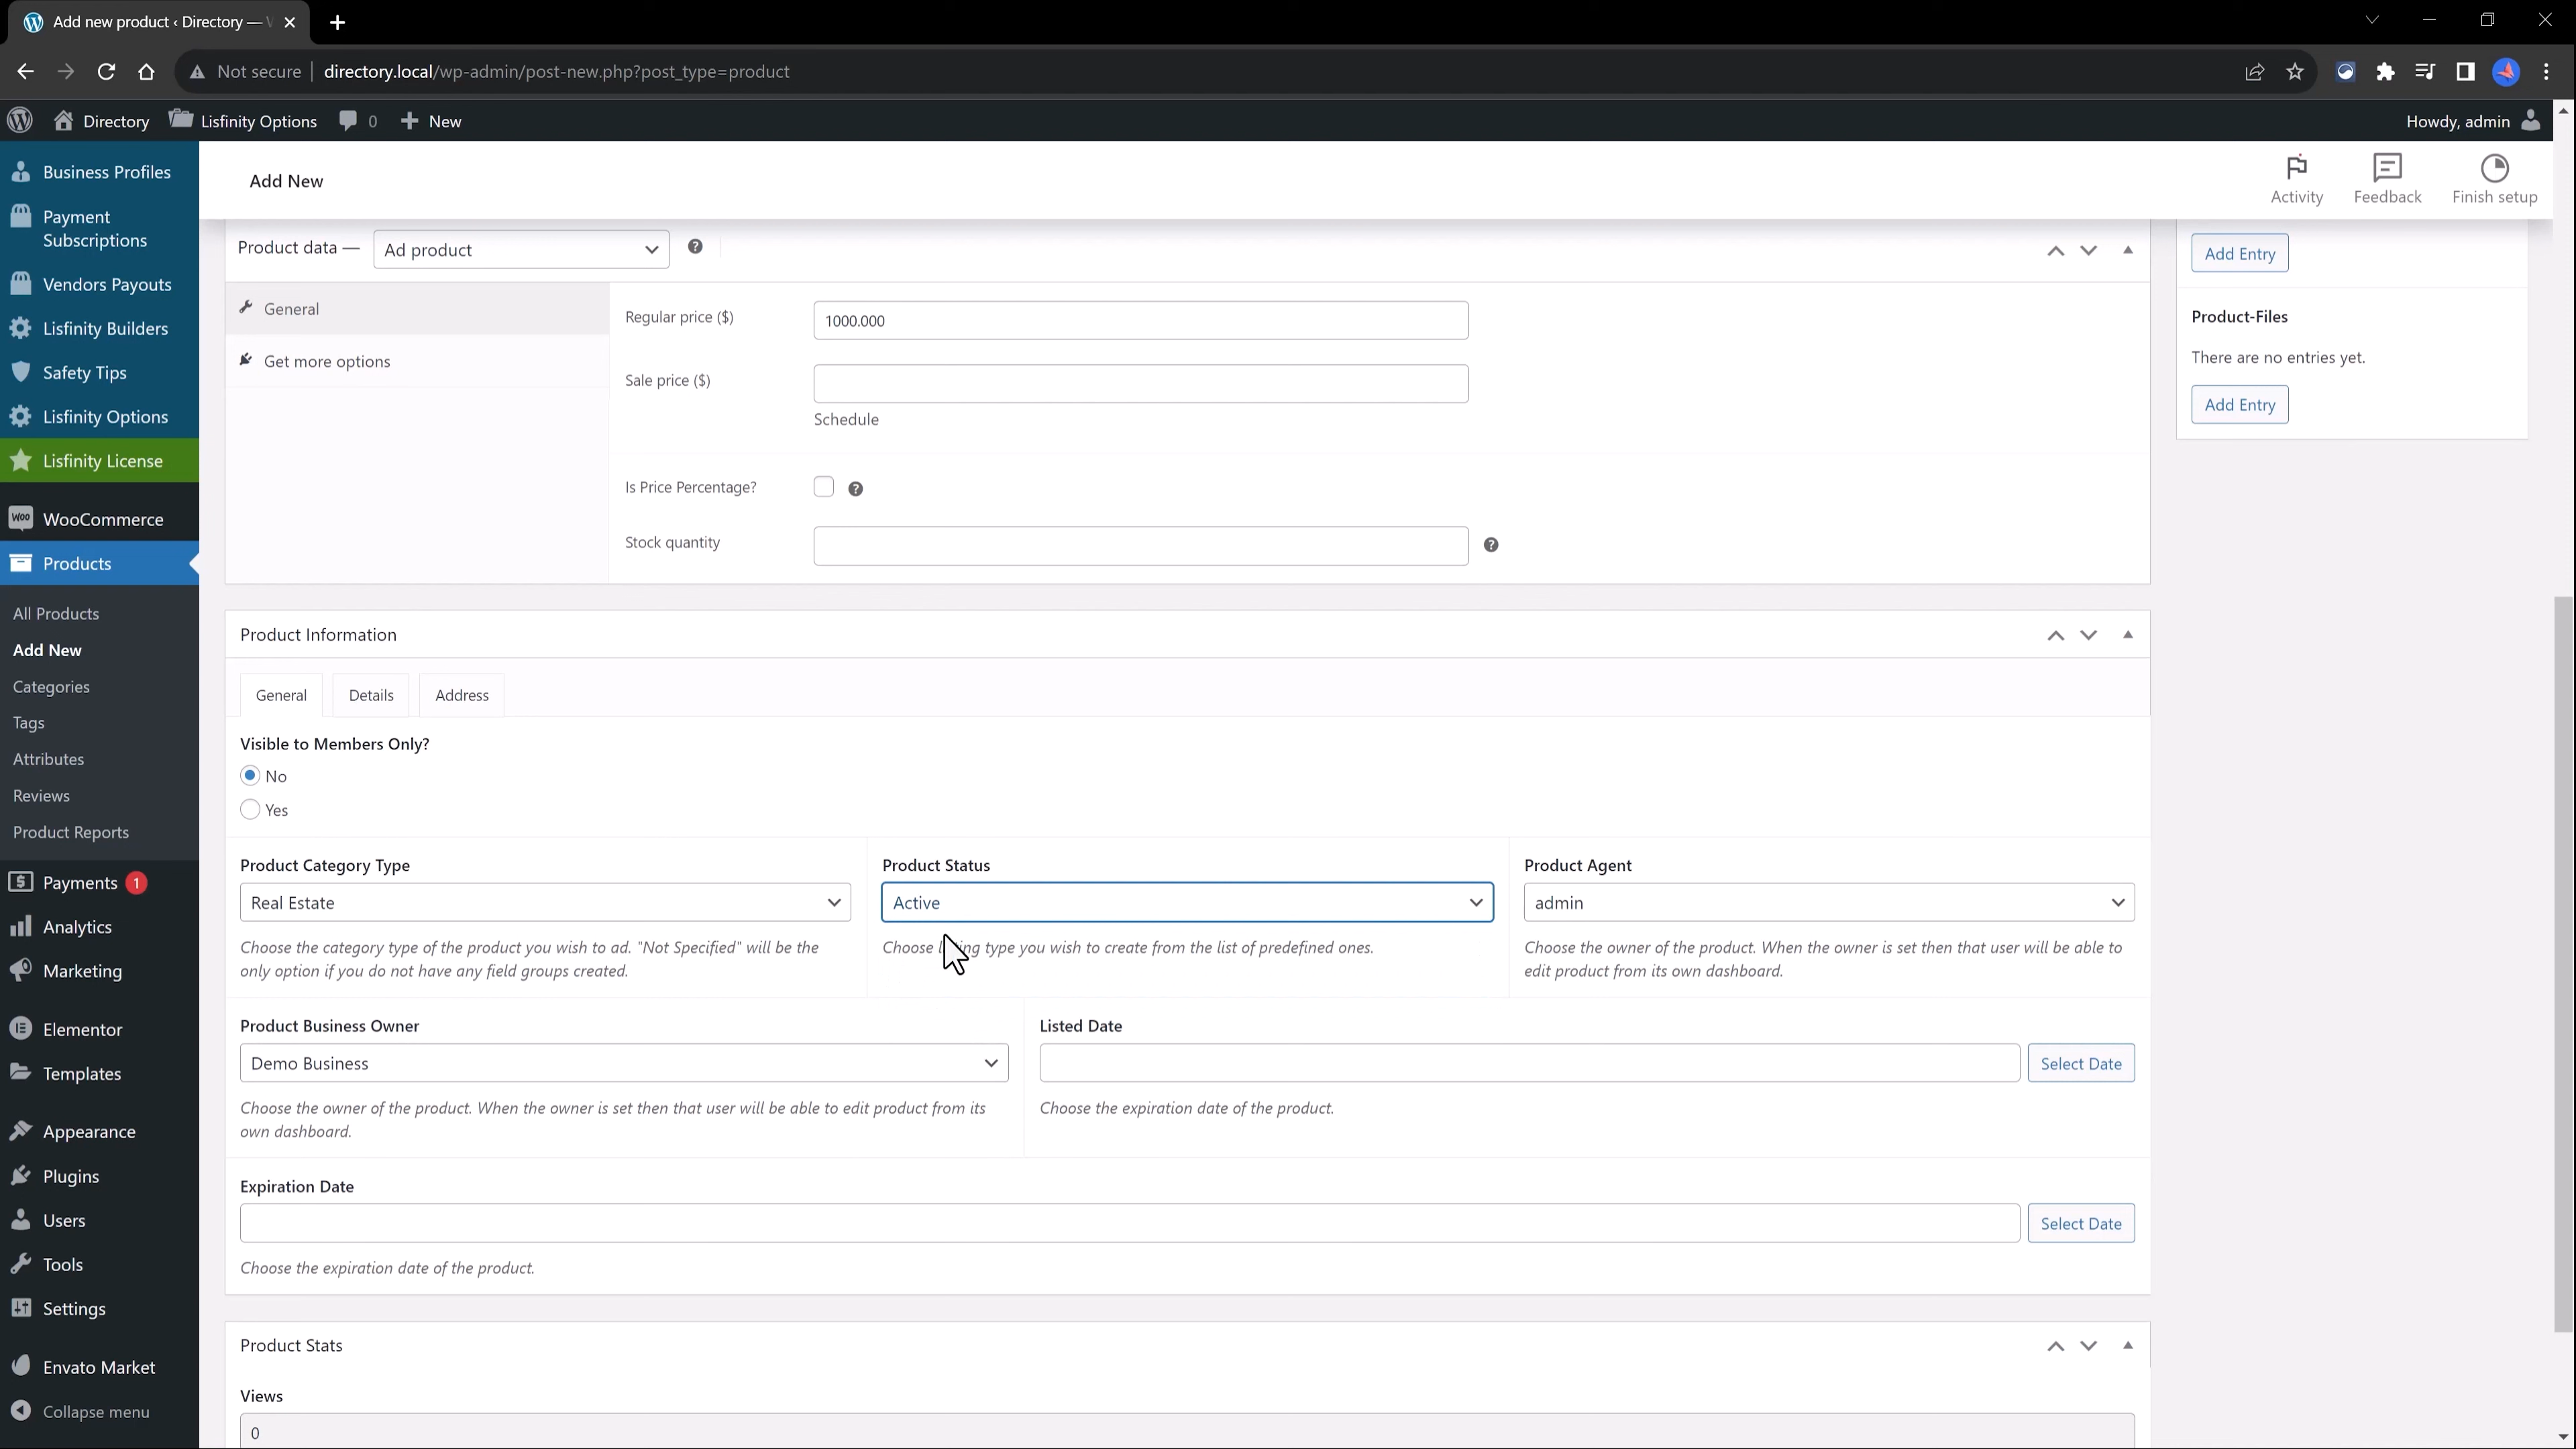 Add new product ‹ Directory — W
Not secure
directory.local/wp-admin/post-new.php?post_type=product
Directory
Lisfinity Options
0
New
Howdy, admin
Business Profiles
Payment
Subscriptions
Vendors Payouts
Lisfinity Builders
Safety Tips
Lisfinity Options
Lisfinity License
Woo WooCommerce
Products
All Products
Add New
Categories
Tags
Attributes
Reviews
Product Reports
Payments 1
Analytics
Marketing
Elementor
Templates
Appearance
Plugins
Users
Tools
Settings
Envato Market
Collapse menu
Add New
Activity
Feedback
Finish setup
Product data —
Ad product
General
Get more options
Regular price ($)
1000.000
Sale price ($)
Schedule
Is Price Percentage?
Stock quantity
Add Entry
Product-Files
There are no entries yet.
Add Entry
Product Information
General
Details
Address
Visible to Members Only?
No
Yes
Product Category Type
Real Estate
Choose the category type of the product you wish to ad. "Not Specified" will be the
only option if you do not have any field groups created.
Product Status
Active
Choose type you wish to create from the list of predefined ones.
Product Agent
admin
Choose the owner of the product. When the owner is set then that user will be able to
edit product from its own dashboard.
Product Business Owner
Demo Business
Choose the owner of the product. When the owner is set then that user will be able to edit product from its
own dashboard.
Listed Date
Select Date
Choose the expiration date of the product.
Expiration Date
Select Date
Choose the expiration date of the product.
Product Stats
Views
0